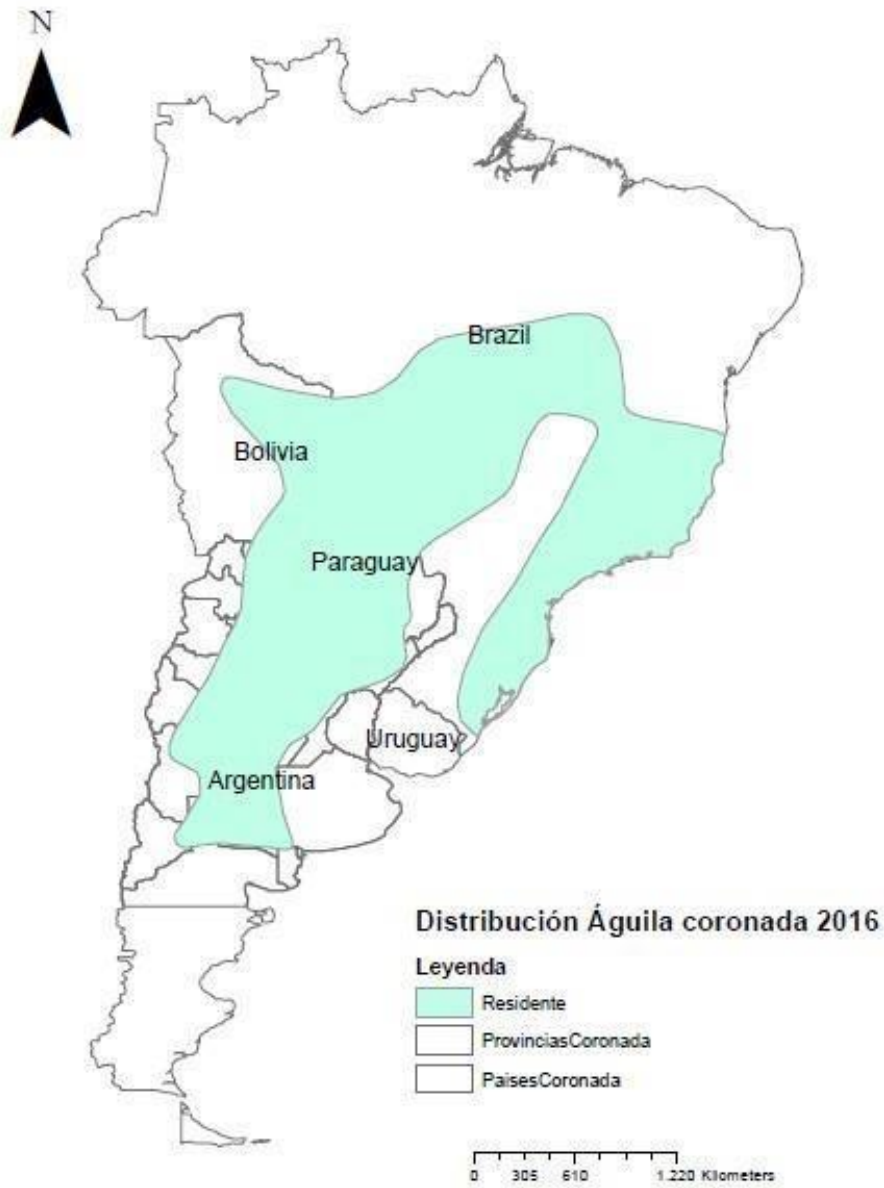 N
Brazil
Bolivia
Paraguay
Uruguay
Argentina
Distribución Águila coronada 2016
Leyenda
Residente
ProvinciasCoronada
PaisesCoronada
0 305 610 1.220 Kilometers